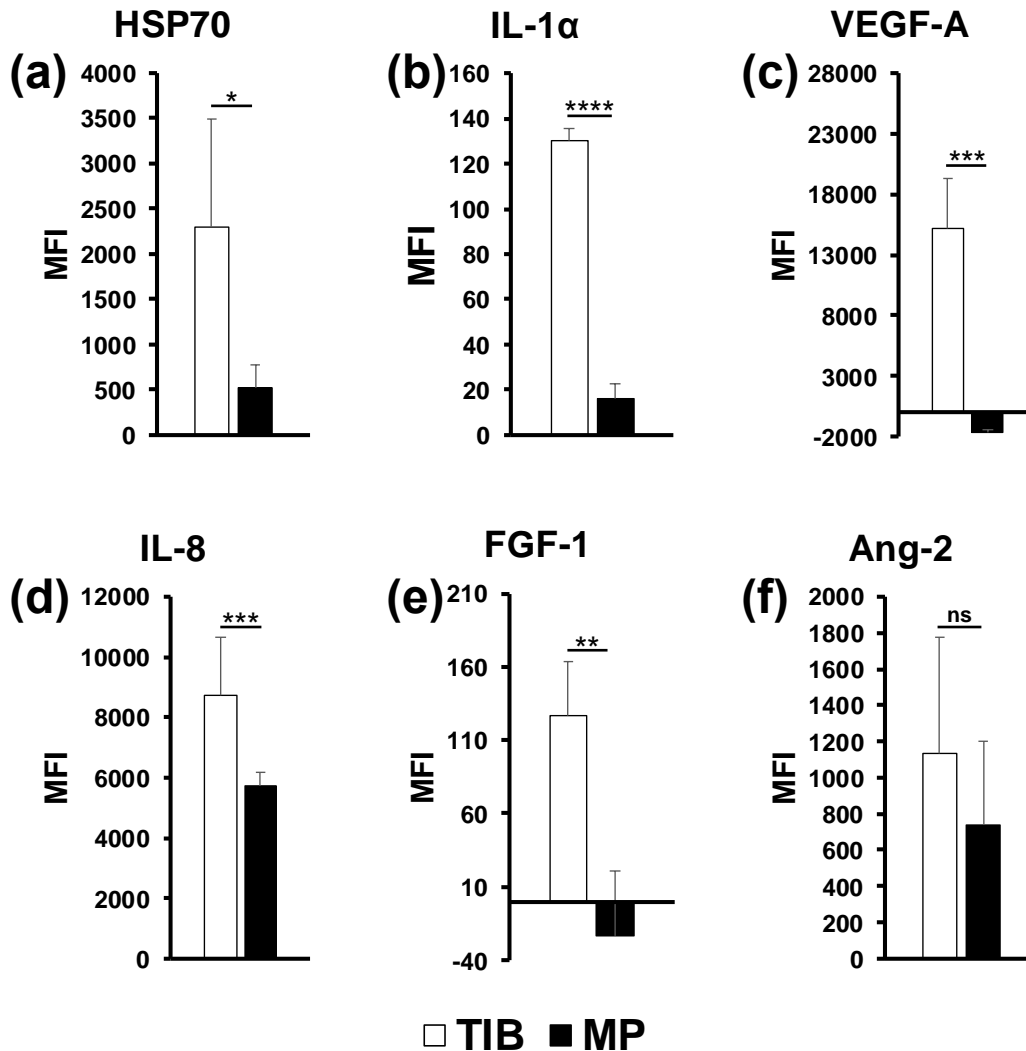 HSP70
(a)
4000
3500
3000
2500
2000
1500
1000
500
0
MFI
*
IL-1α
(b)
160
140
120
100
80
60
40
20
0
MFI
****
VEGF-A
(c)
28000
23000
18000
13000
8000
3000
-2000
MFI
***
IL-8
(d)
12000
10000
8000
6000
4000
2000
0
MFI
***
FGF-1
(e)
210
160
110
60
10
-40
MFI
**
Ang-2
(f)
2000
1800
1600
1400
1200
1000
800
600
400
200
0
MFI
ns
TIB MP